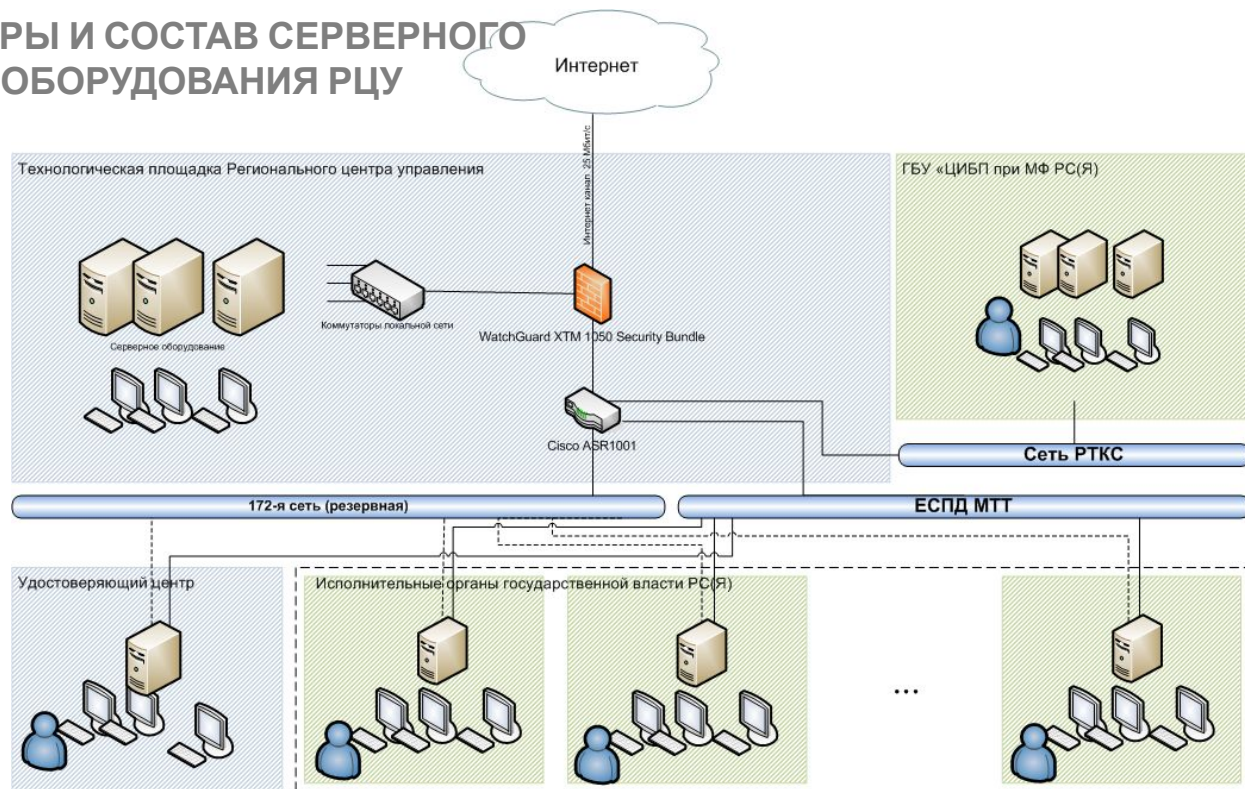 РЫ И СОСТАВ СЕРВЕРНОГО
ОБОРУДОВАНИЯ РЦУ
Интернет
Интернет канал 25 Мбит/с
Технологическая площадка Регионального центра управления
ГБУ «ЦИБП при МФ РС(Я)
Серверное оборудование
Коммутаторы локальной сети
WatchGuard XTM 1050 Security Bundle
Cisco ASR1001
Сеть РТКС
172-я сеть (резервная)
ЕСПД МТТ
Удостоверяющий центр
Исполнительные органы государственной власти РС(Я)
...